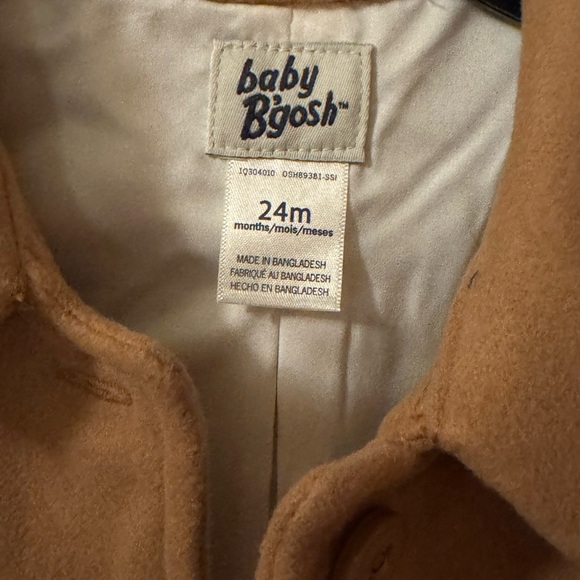 baby
B'gosh™
1Q304010 OSH89381-SSI
24m
months/mois/meses
MADE IN BANGLADESH
FABRIQUÉ AU BANGLADESH
HECHO EN BANGLADESH